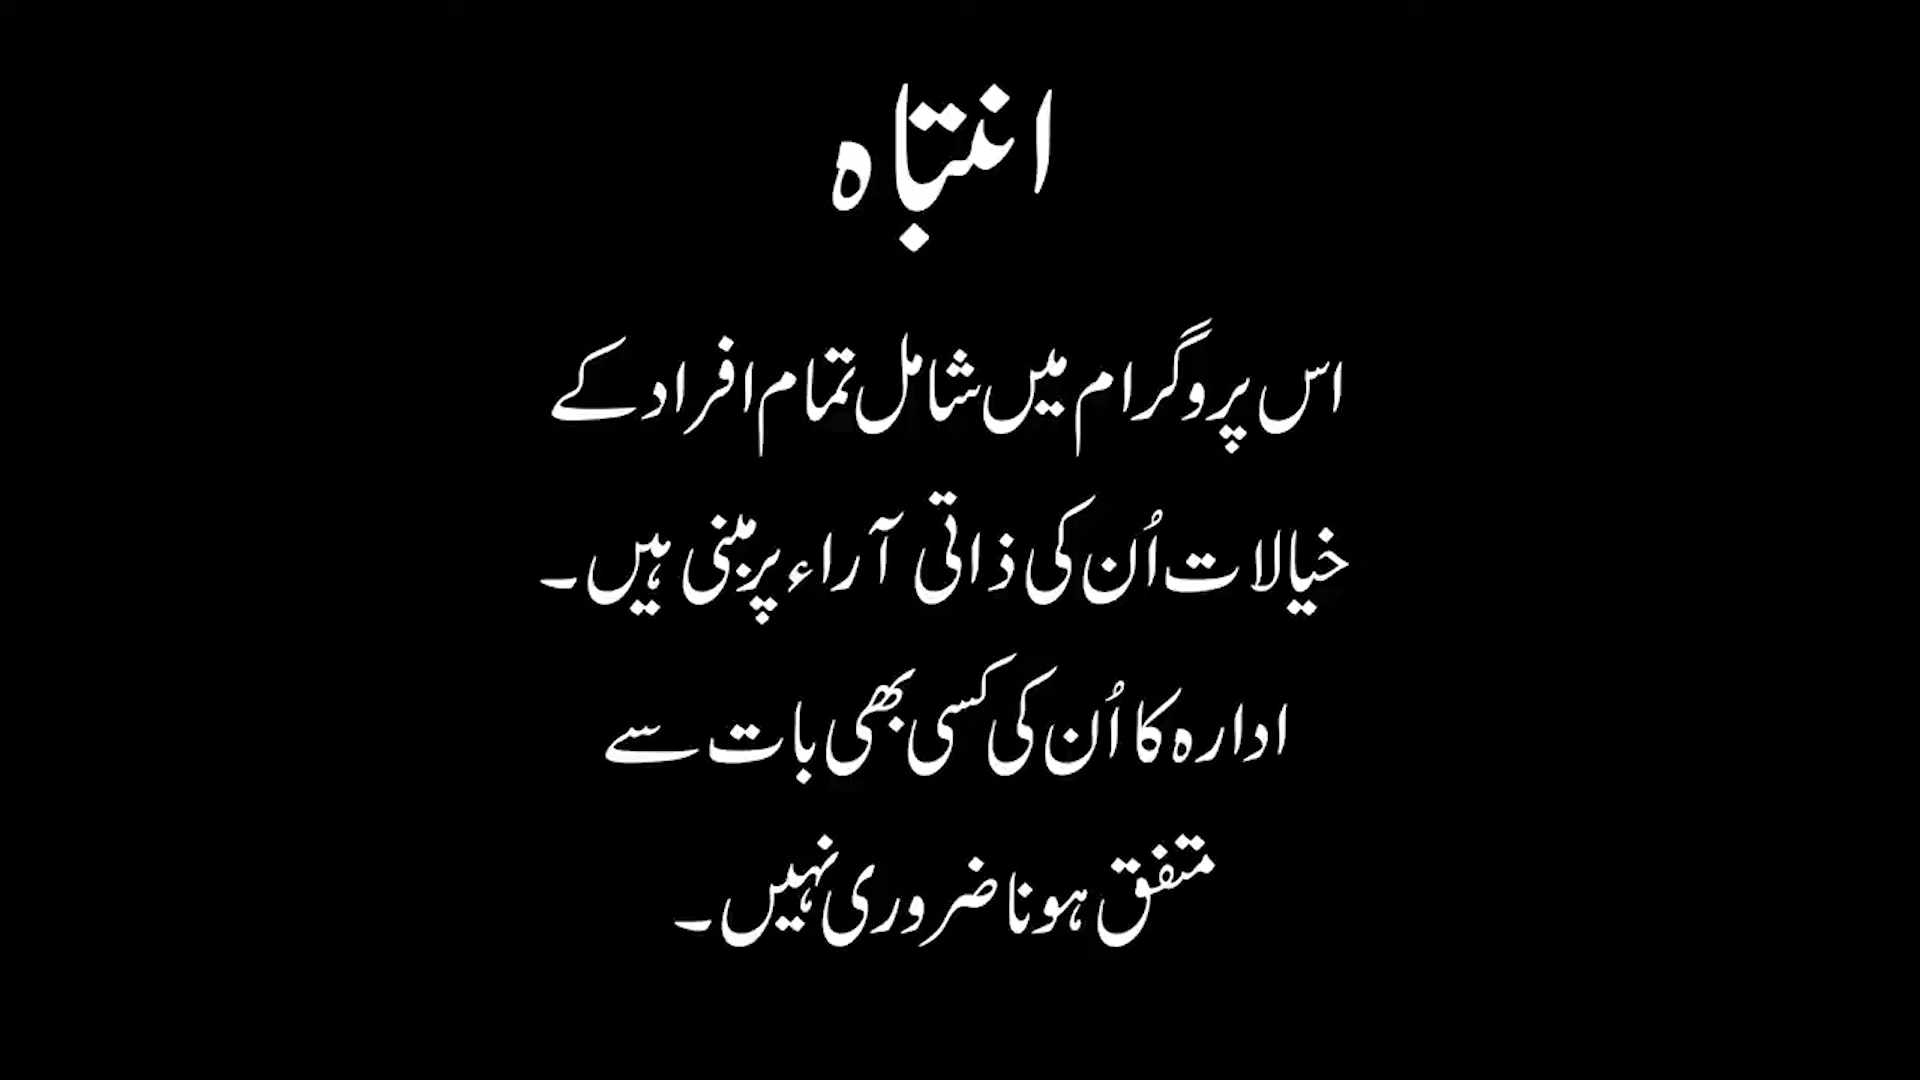 انتباہ
اس پروگرام میں شامل تمام افراد کے
خیالات اُن کی ذاتی آراء پر مبنی ہیں۔
ادارہ کا اُن کی کسی بھی بات سے
متفق ہونا ضروری نہیں۔